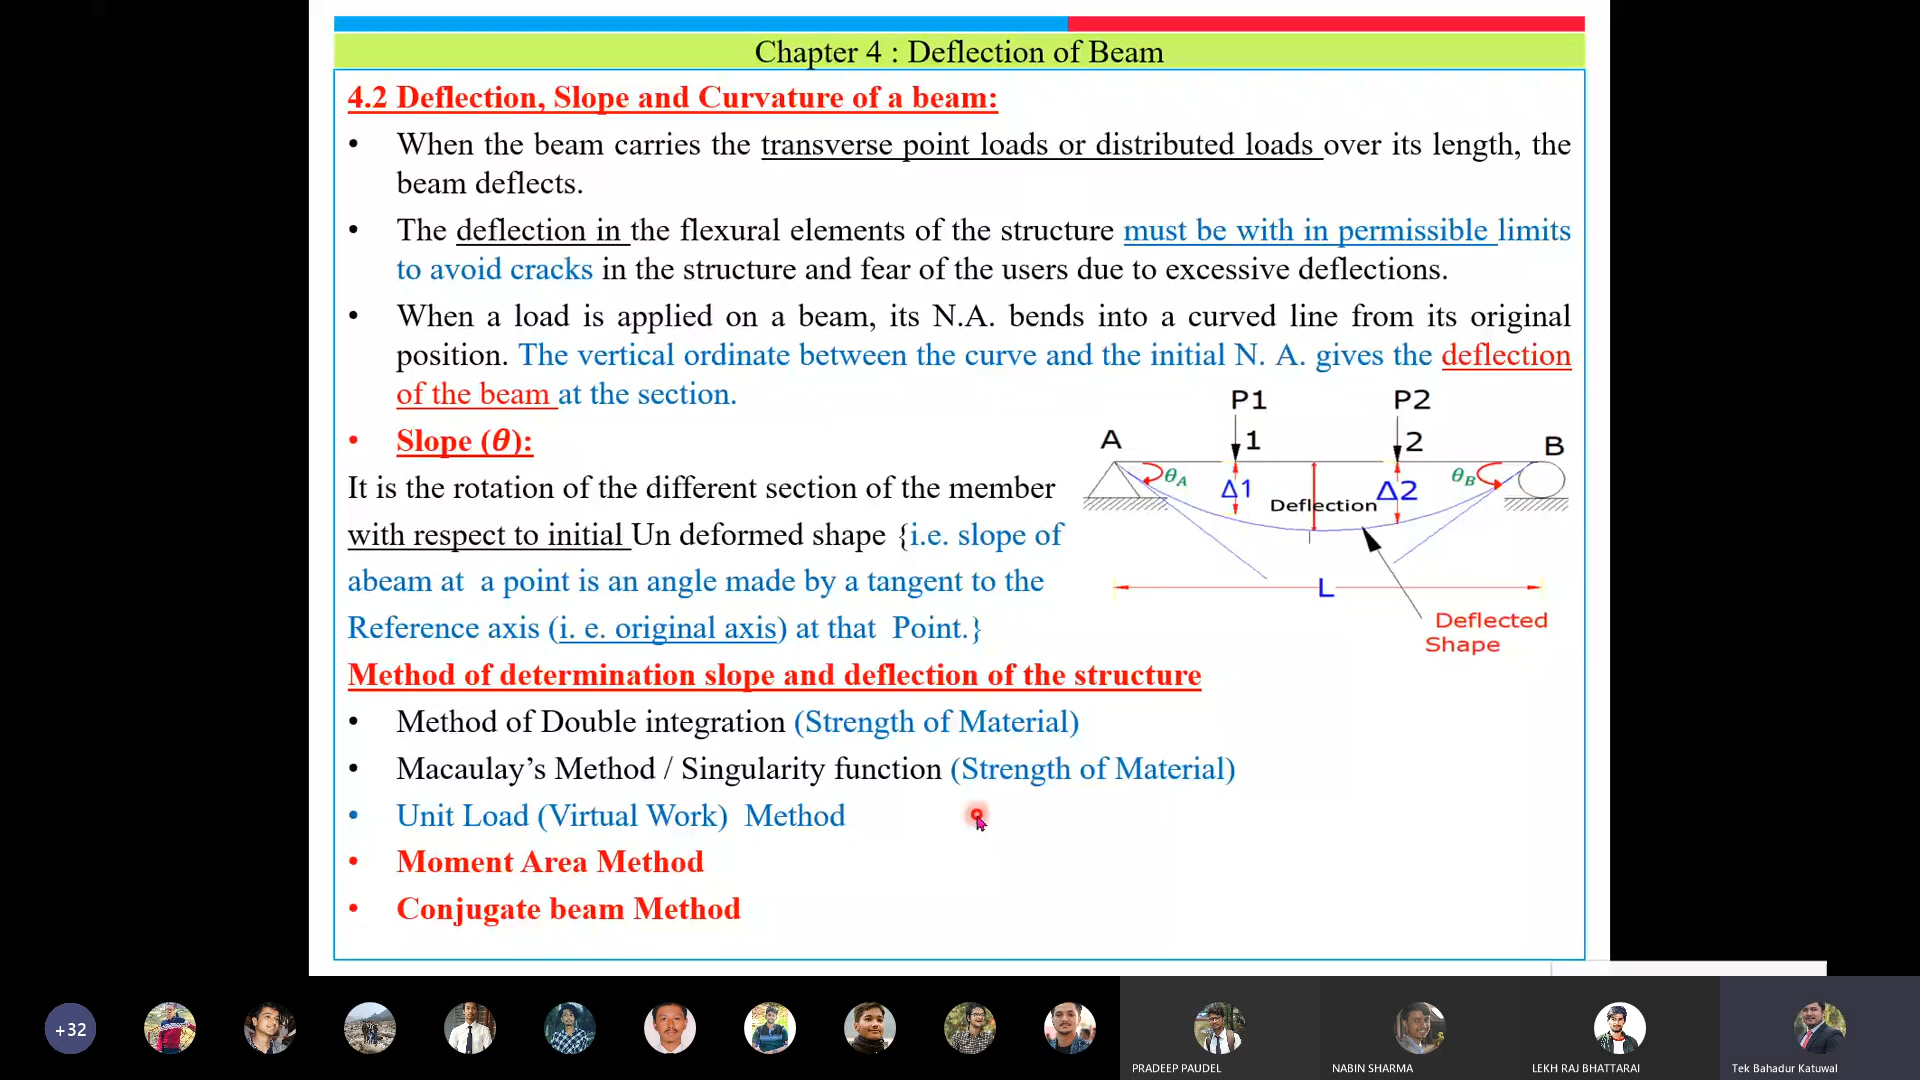 Chapter 4 : Deflection of Beam
4.2 Deflection, Slope and Curvature of a beam:
• When the beam carries the transverse point loads or distributed loads over its length, the
beam deflects.
• The deflection in the flexural elements of the structure must be with in permissible limits
to avoid cracks in the structure and fear of the users due to excessive deflections.
• When a load is applied on a beam, its N.A. bends into a curved line from its original
position. The vertical ordinate between the curve and the initial N. A. gives the deflection
of the beam at the section.
• Slope (θ):
It is the rotation of the different section of the member
with respect to initial Un deformed shape {i.e. slope of
abeam at a point is an angle made by a tangent to the
Reference axis (i. e. original axis) at that Point.}
P1 P2
A 1 2 B
θA Δ1 Deflection Δ2 θB
L
Deflected
Shape
Method of determination slope and deflection of the structure
• Method of Double integration (Strength of Material)
• Macaulay’s Method / Singularity function (Strength of Material)
• Unit Load (Virtual Work) Method
• Moment Area Method
• Conjugate beam Method
+32
PRADEEP PAUDEL NABIN SHARMA LEKH RAJ BHATTARAI Tek Bahadur Katuwal